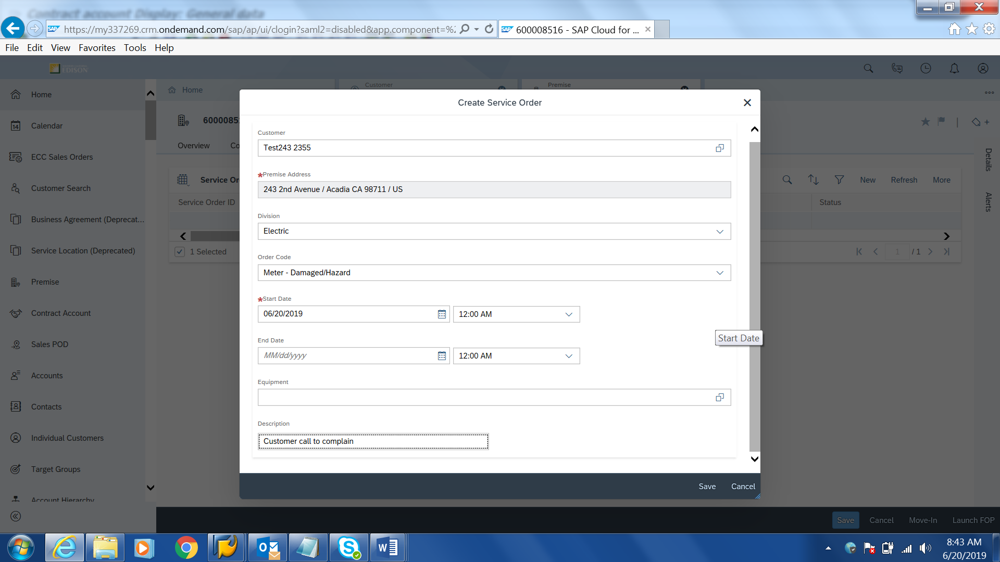 Contract account Display: General data
https://my337269.crm.ondemand.com/sap/ap/ui/clogin?saml2=disabled&app.component=%2
SAP 600008516 - SAP Cloud for ...
File Edit View Favorites Tools Help
EDISON
Home
Calendar
ECC Sales Orders
Customer Search
Business Agreement (Deprecat...
Service Location (Deprecated)
Premise
Contract Account
Sales POD
Accounts
Contacts
Individual Customers
Target Groups
Account Hierarchy
Home
Customer
Premise
6000085
Overview
Co
Service Or
Service Order ID
1 Selected
New Refresh More
Status
1 / 1
Details
Alerts
Create Service Order
Customer
Test243 2355
*Premise Address
243 2nd Avenue / Acadia CA 98711 / US
Division
Electric
Order Code
Meter - Damaged/Hazard
*Start Date
06/20/2019 12:00 AM
Start Date
End Date
MM/dd/yyyy 12:00 AM
Equipment
Description
Customer call to complain
Save Cancel
Save Cancel Move-In Launch FOP
8:43 AM
6/20/2019